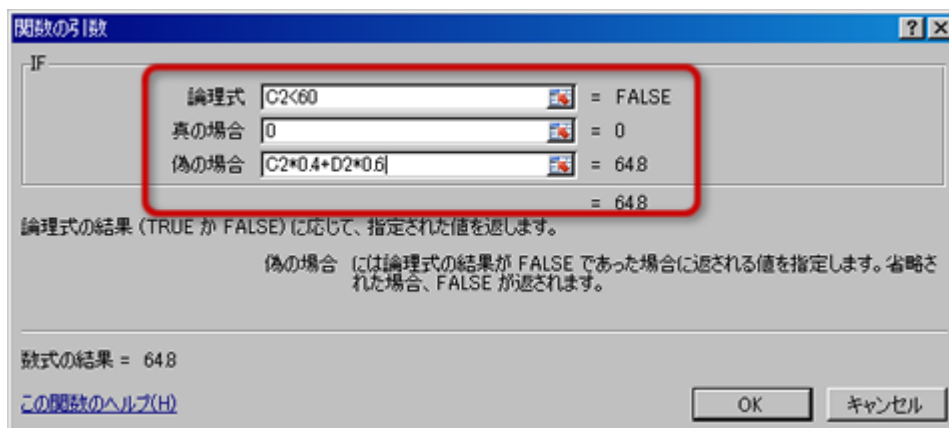 関数の引数
IF
論理式 C2<60 = FALSE
真の場合 0 = 0
偽の場合 C2*0.4+D2*0.6 = 64.8
= 64.8
論理式の結果 (TRUE か FALSE) に応じて、指定された値を返します。
偽の場合 には論理式の結果が FALSE であった場合に返される値を指定します。省略さ
れた場合、FALSE が返されます。
数式の結果 = 64.8
この関数のヘルプ(H)
OK キャンセル